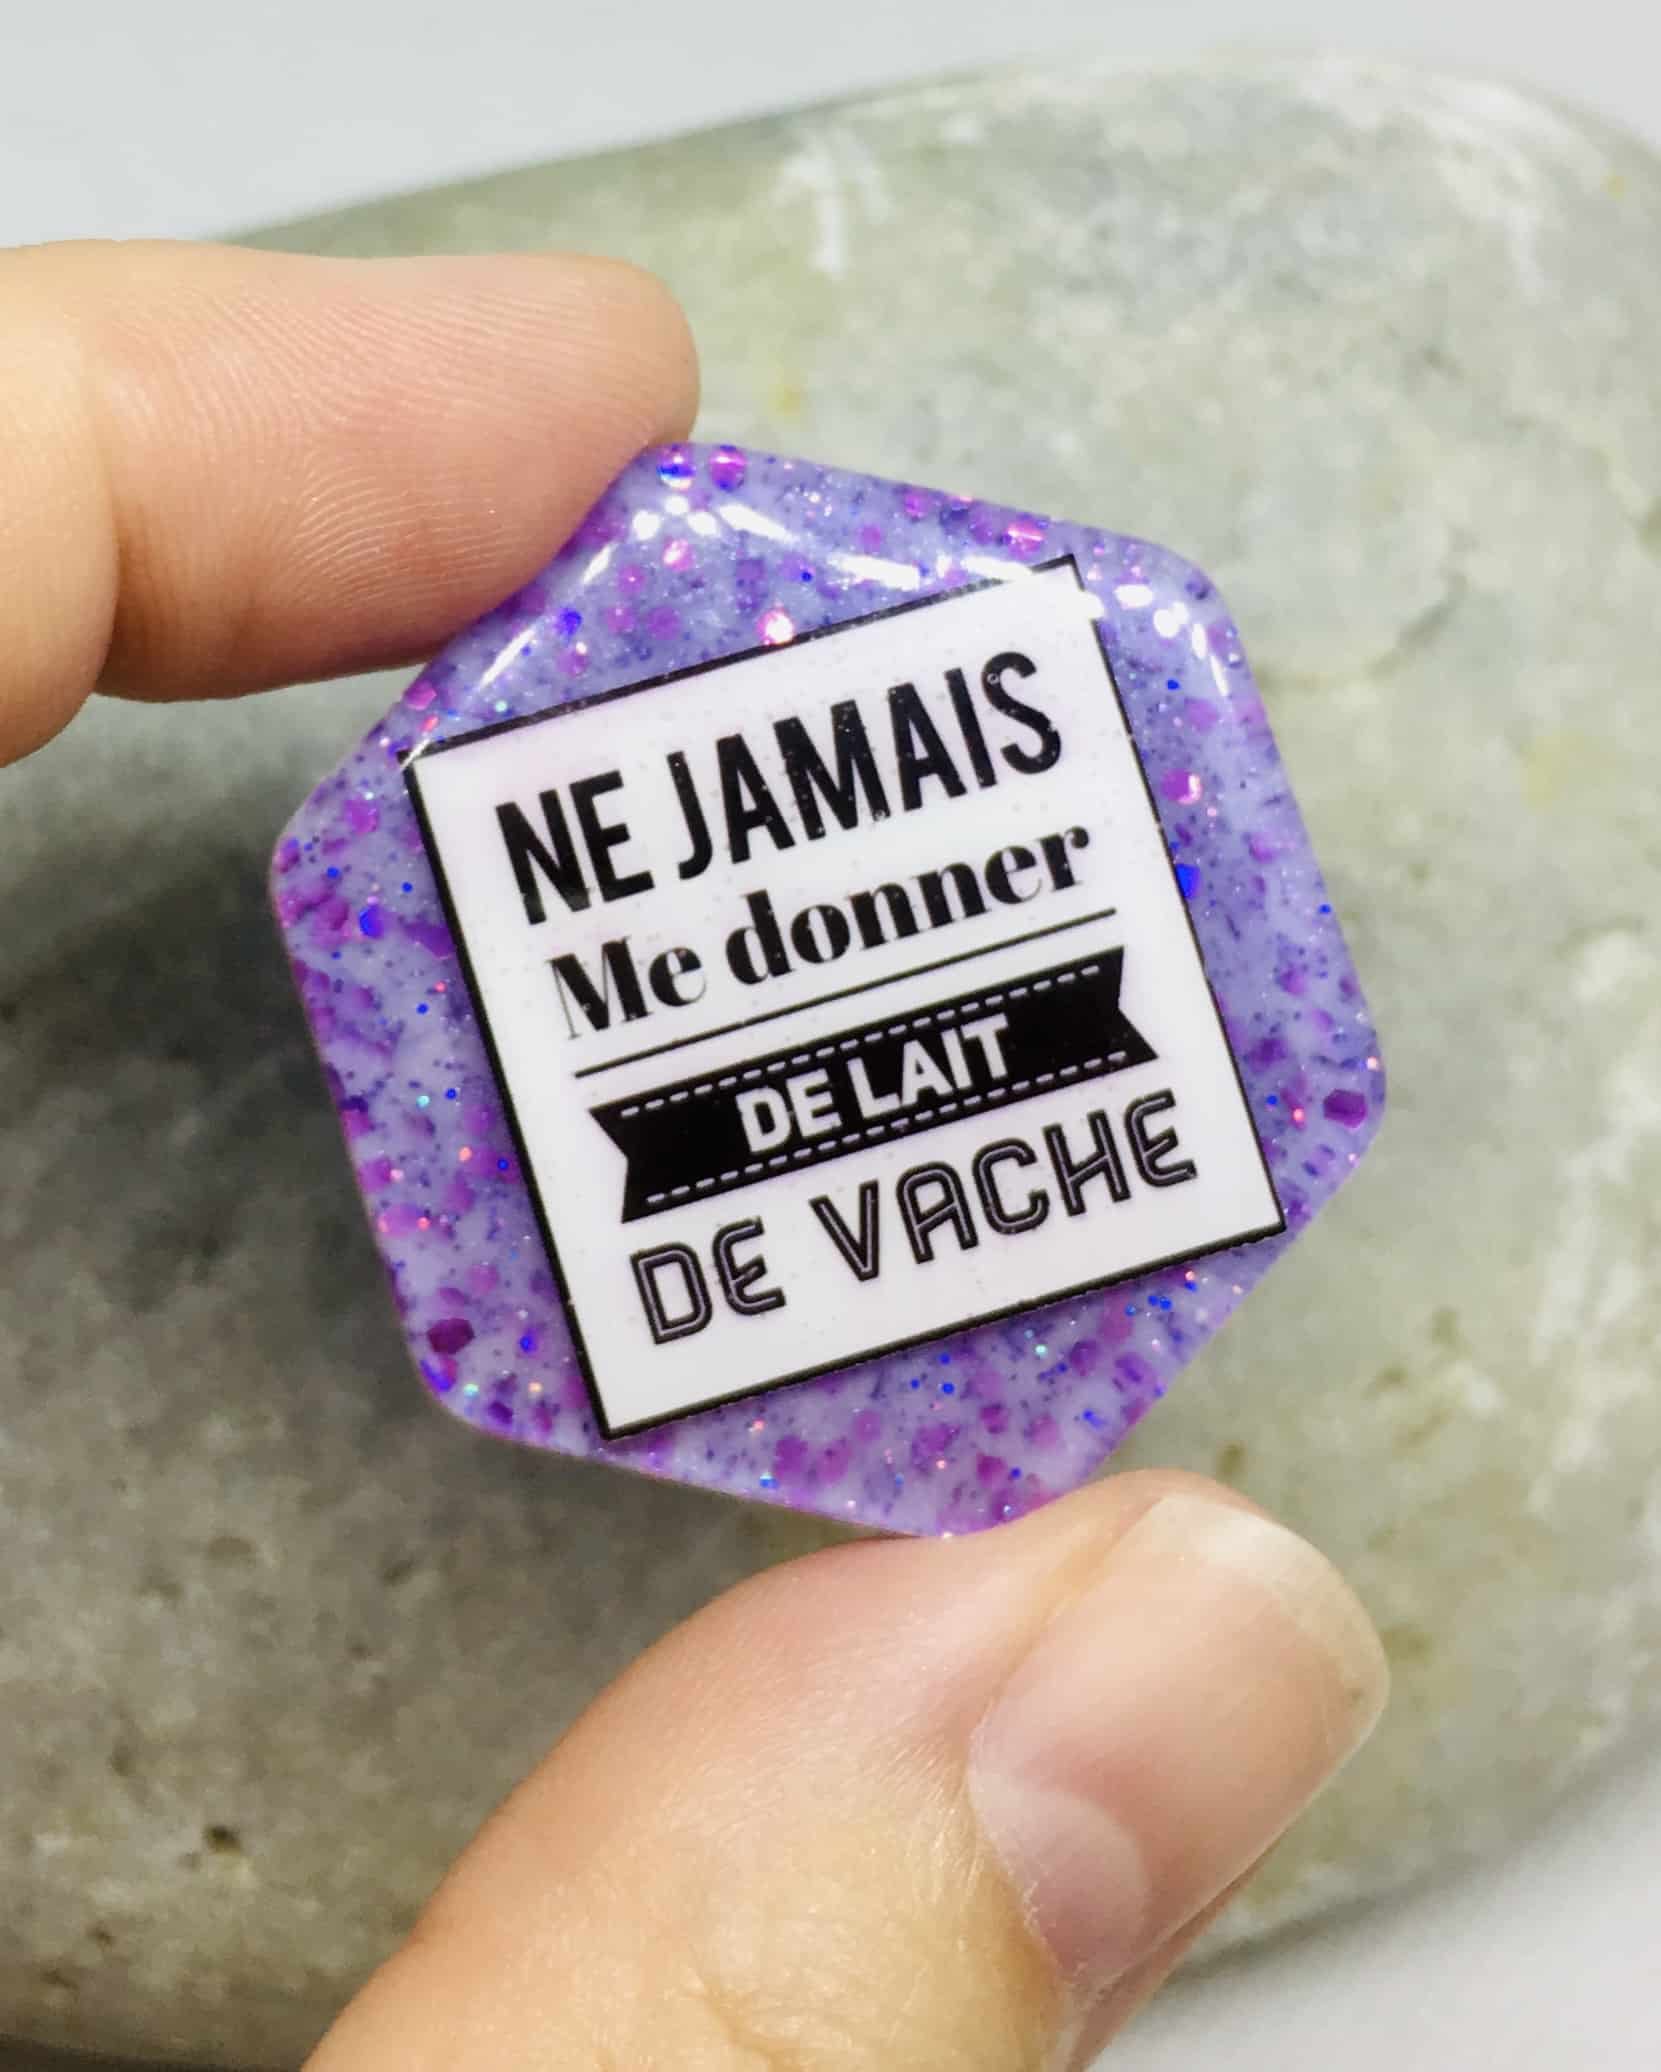 NE JAMAIS
Me donner
DE LAIT
DE VACHE